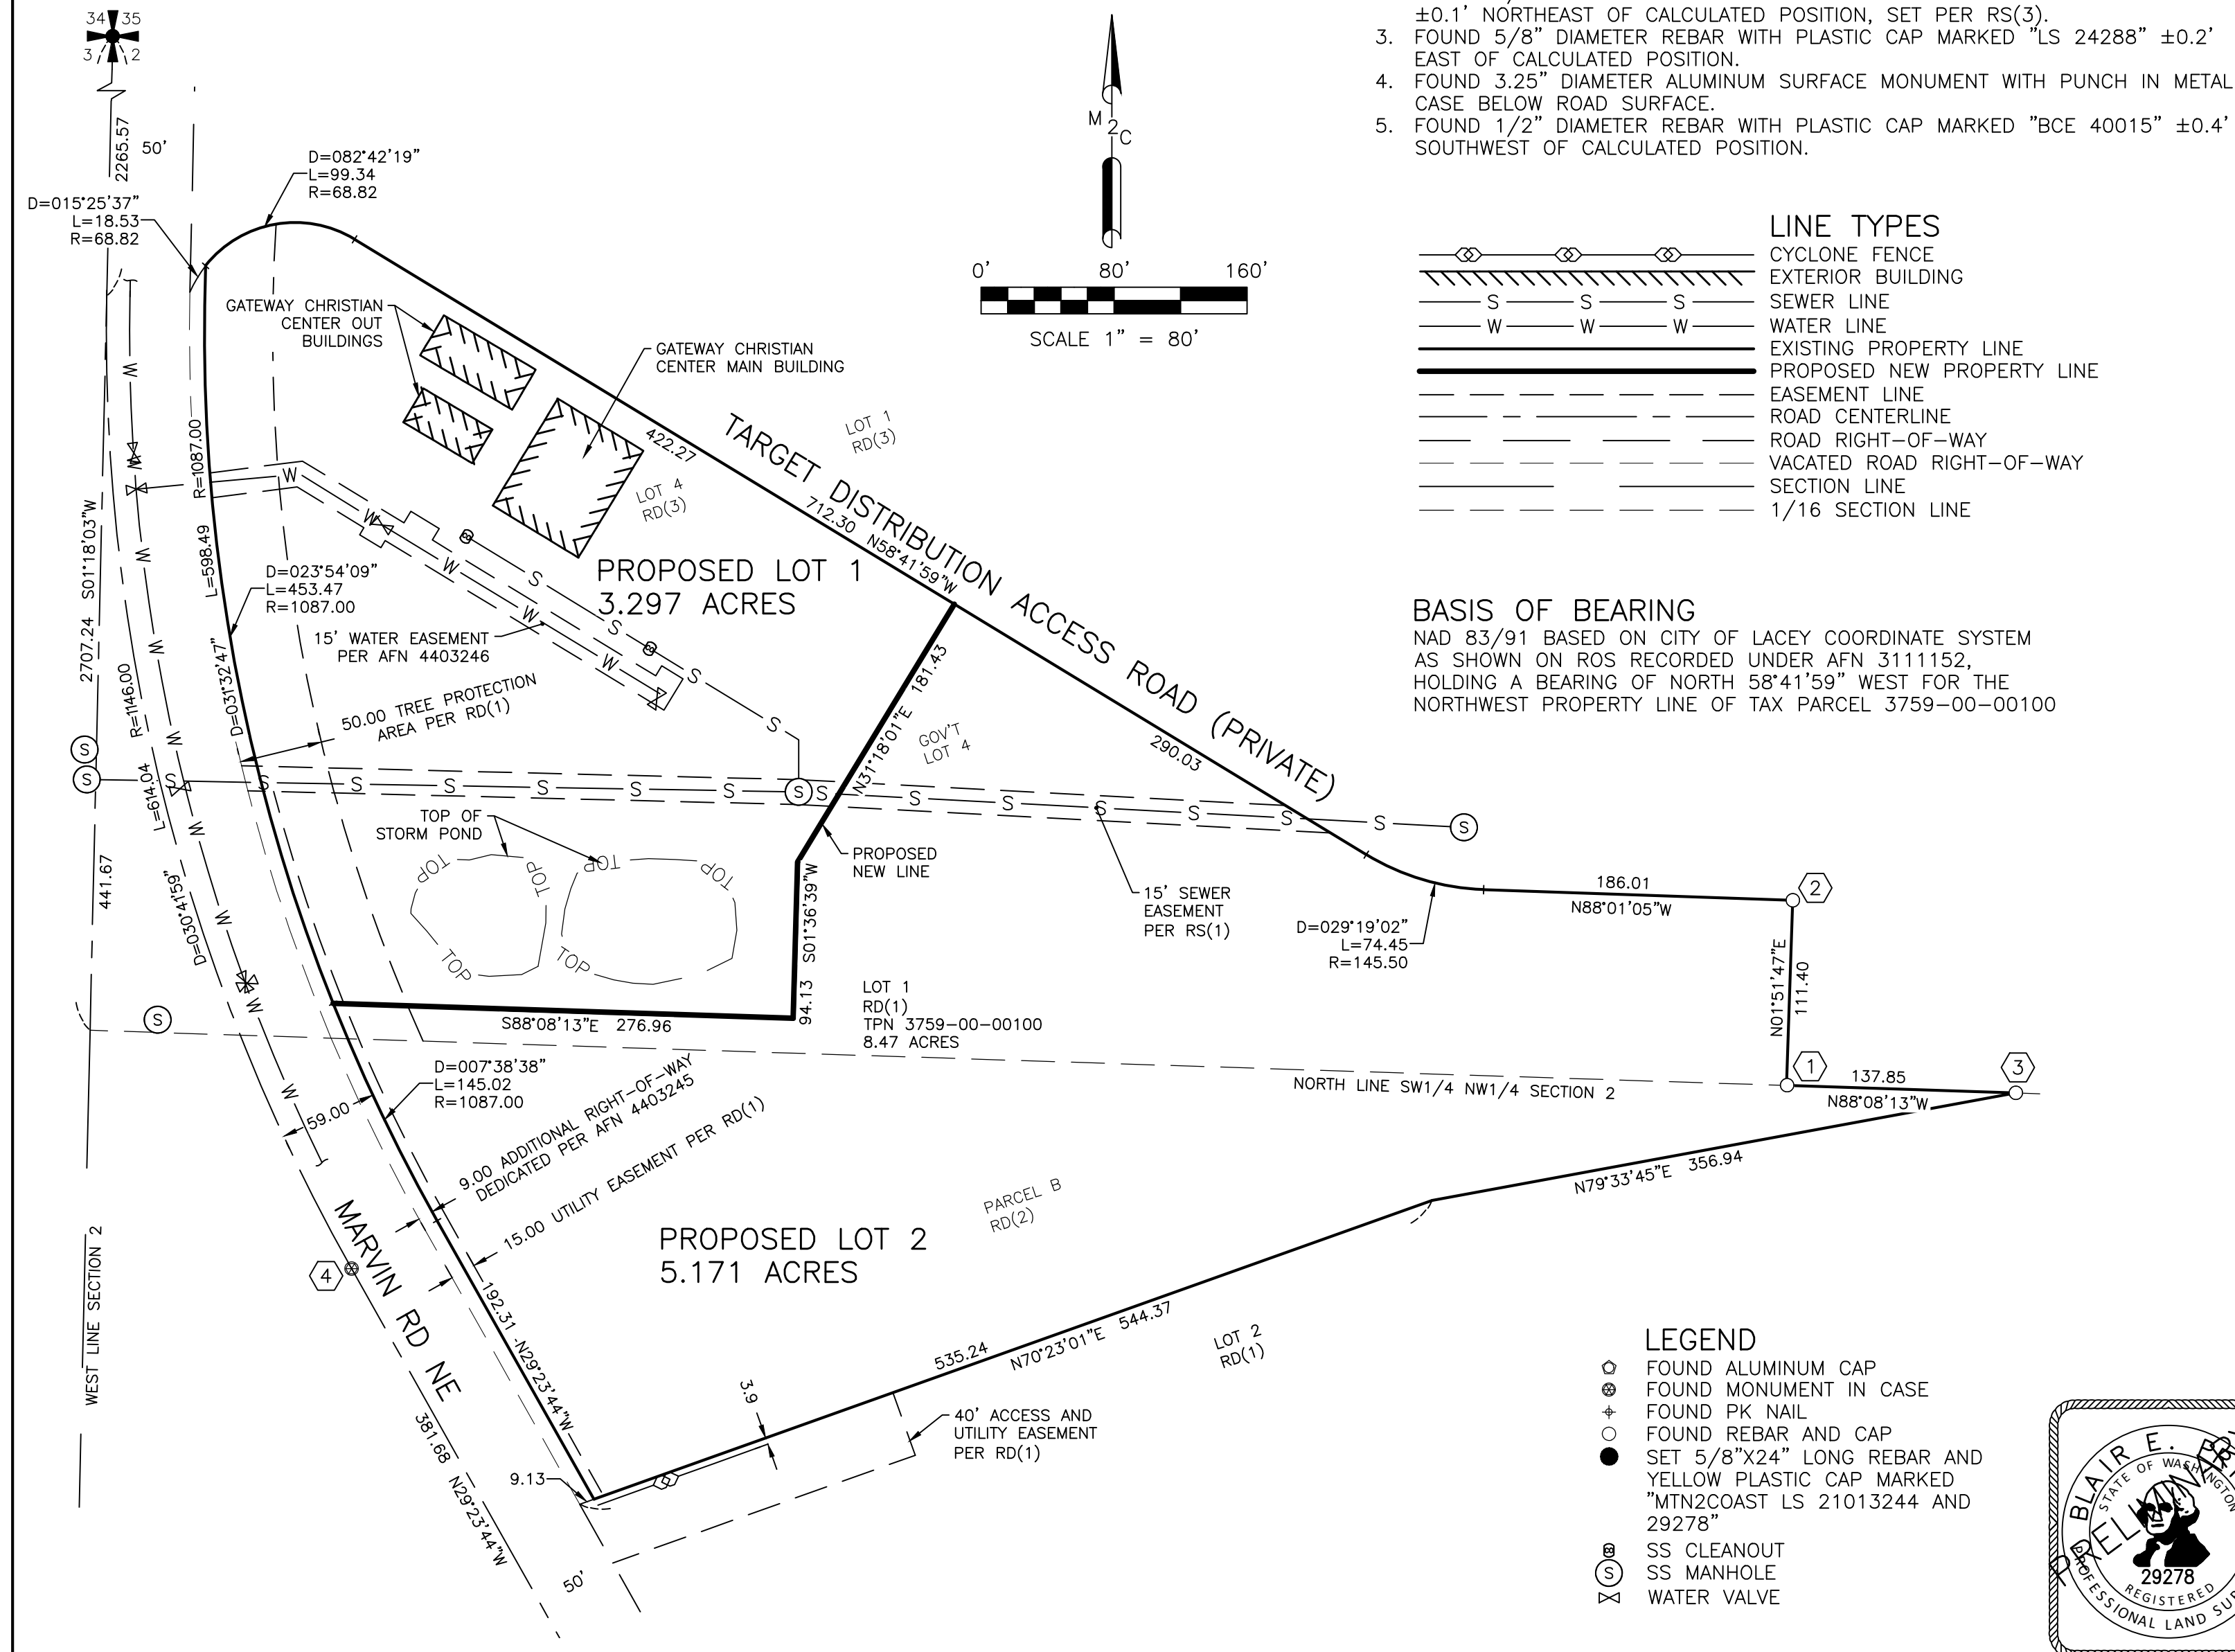 ±0.1' NORTHEAST OF CALCULATED POSITION, SET PER RS(3).
3. FOUND 5/8" DIAMETER REBAR WITH PLASTIC CAP MARKED "LS 24288" ±0.2'
EAST OF CALCULATED POSITION.
4. FOUND 3.25" DIAMETER ALUMINUM SURFACE MONUMENT WITH PUNCH IN METAL
CASE BELOW ROAD SURFACE.
5. FOUND 1/2" DIAMETER REBAR WITH PLASTIC CAP MARKED "BCE 40015" ±0.4'
SOUTHWEST OF CALCULATED POSITION.
34 35
3 2
2265.57
50'
D=082°42'19"
L=99.34
R=68.82
D=015°25'37"
L=18.53
R=68.82
M2C
0' 80' 160'
SCALE 1" = 80'
LINE TYPES
CYCLONE FENCE
EXTERIOR BUILDING
S S S SEWER LINE
W W W WATER LINE
EXISTING PROPERTY LINE
PROPOSED NEW PROPERTY LINE
EASEMENT LINE
ROAD CENTERLINE
ROAD RIGHT-OF-WAY
VACATED ROAD RIGHT-OF-WAY
SECTION LINE
1/16 SECTION LINE
BASIS OF BEARING
NAD 83/91 BASED ON CITY OF LACEY COORDINATE SYSTEM
AS SHOWN ON ROS RECORDED UNDER AFN 3111152,
HOLDING A BEARING OF NORTH 58°41'59" WEST FOR THE
NORTHWEST PROPERTY LINE OF TAX PARCEL 3759-00-00100
GATEWAY CHRISTIAN
CENTER OUT
BUILDINGS
GATEWAY CHRISTIAN
CENTER MAIN BUILDING
422.27
TARGET DISTRIBUTION ACCESS ROAD (PRIVATE)
712.30 N58°41'59"W
LOT 1
RD(3)
LOT 4
RD(3)
PROPOSED LOT 1
3.297 ACRES
R=1087.00
L=598.49
D=031°32'47"
D=023°54'09"
L=453.47
R=1087.00
15' WATER EASEMENT
PER AFN 4403246
50.00 TREE PROTECTION
AREA PER RD(1)
2707.24 S01°18'03"W
R=1146.00
L=614.04
D=030°41'59"
441.67
N31°18'01"E 181.43
GOV'T
LOT 4
290.03
TOP OF
STORM POND
TOP TOP TOP TOP
TOP TOP
PROPOSED
NEW LINE
94.13 S01°36'39"W
15' SEWER
EASEMENT
PER RS(1)
D=029°19'02"
L=74.45
R=145.50
186.01
N88°01'05"W
2
N01°51'47"E
111.40
1
137.85
N88°08'13"W
3
S88°08'13"E 276.96
LOT 1
RD(1)
TPN 3759-00-00100
8.47 ACRES
NORTH LINE SW1/4 NW1/4 SECTION 2
D=007°38'38"
L=145.02
R=1087.00
59.00
9.00 ADDITIONAL RIGHT-OF-WAY
DEDICATED PER AFN 4403245
15.00 UTILITY EASEMENT PER RD(1)
N79°33'45"E 356.94
PARCEL B
RD(2)
PROPOSED LOT 2
5.171 ACRES
WEST LINE SECTION 2
4
MARVIN RD NE
192.31 N29°23'44"W
381.68 N29°23'44"W
535.24
N70°23'01"E 544.37
LOT 2
RD(1)
3.9
9.13
40' ACCESS AND
UTILITY EASEMENT
PER RD(1)
50'
LEGEND
FOUND ALUMINUM CAP
FOUND MONUMENT IN CASE
FOUND PK NAIL
FOUND REBAR AND CAP
SET 5/8"X24" LONG REBAR AND
YELLOW PLASTIC CAP MARKED
"MTN2COAST LS 21013244 AND
29278"
SS CLEANOUT
S SS MANHOLE
WATER VALVE
BLAIR E.
STATE OF WASHINGTON
29278
REGISTERED
PROFESSIONAL LAND